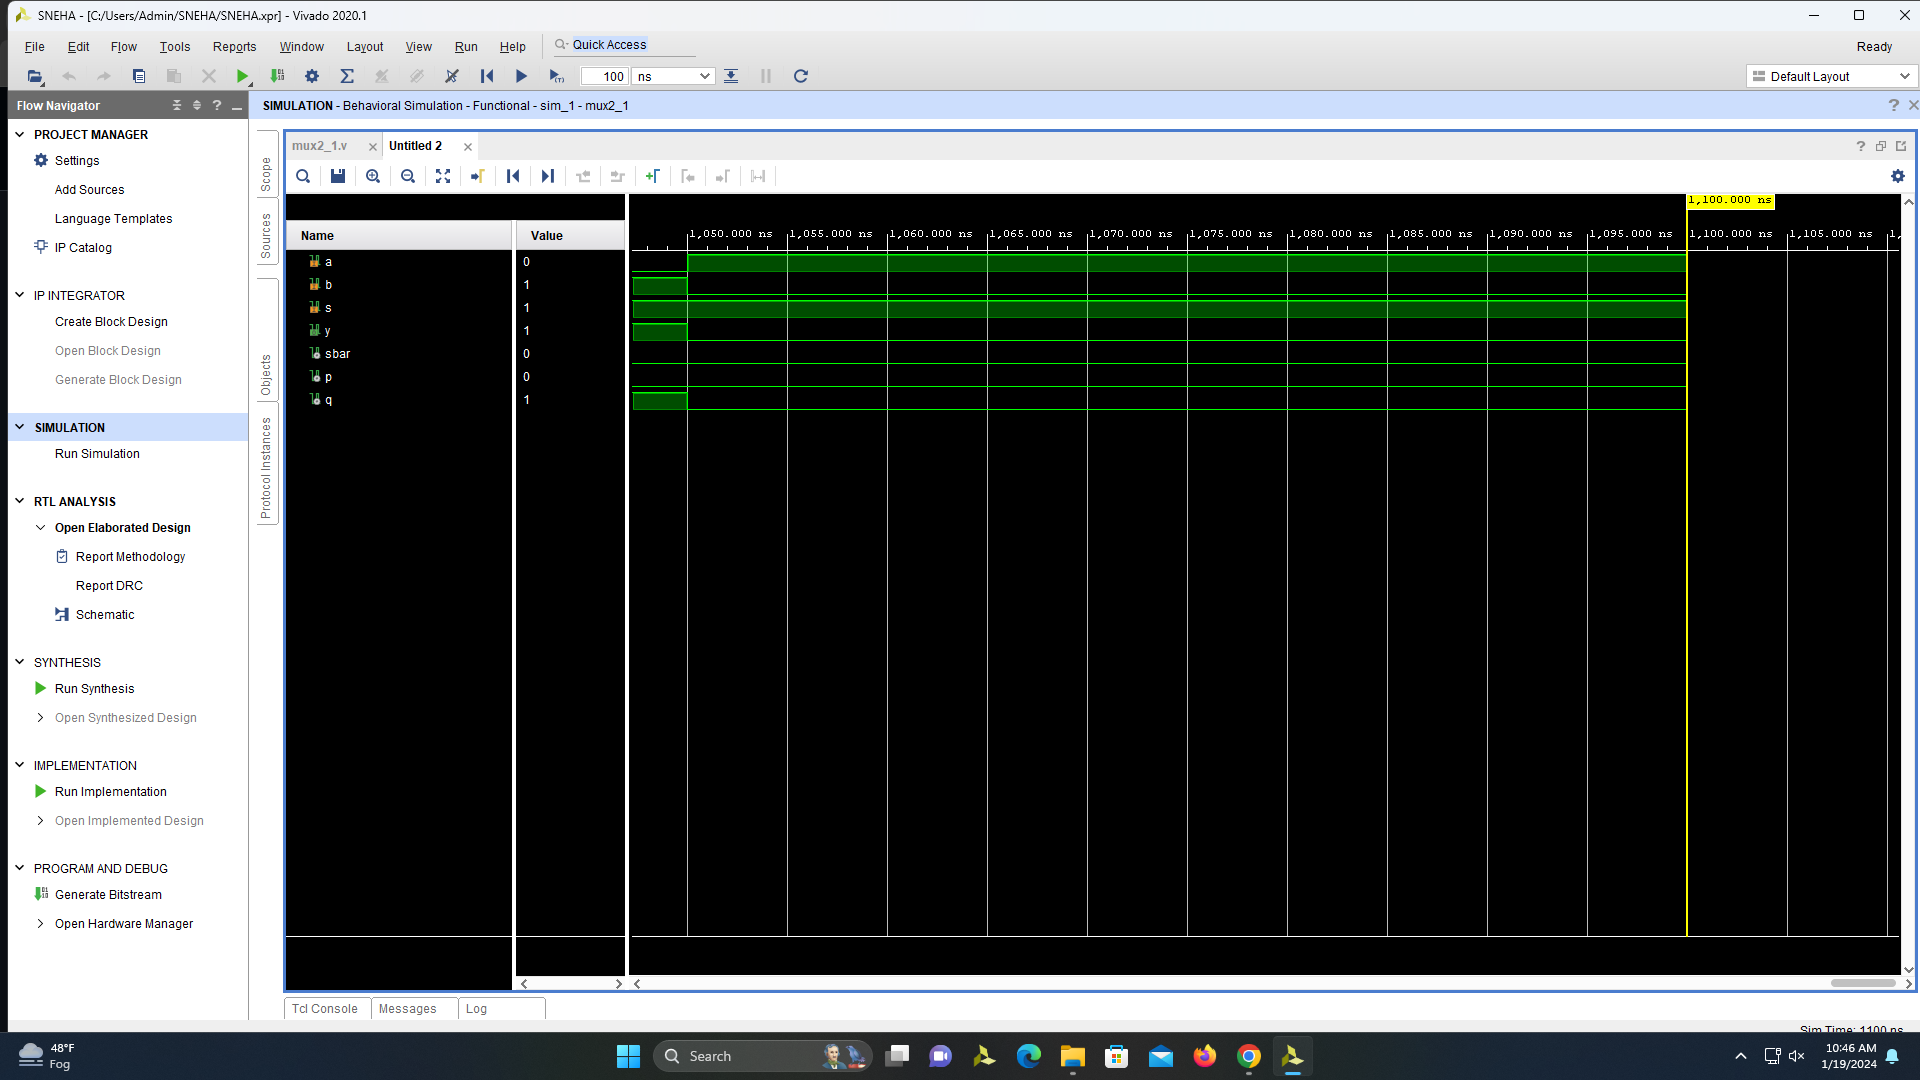 SNEHA - [C:/Users/Admin/SNEHA/SNEHA.xpr] - Vivado 2020.1
File Edit Flow Tools Reports Window Layout View Run Help Quick Access Ready
100 ns Default Layout
Flow Navigator
SIMULATION - Behavioral Simulation - Functional - sim_1 - mux2_1
PROJECT MANAGER
Settings
Add Sources
Language Templates
IP Catalog
IP INTEGRATOR
Create Block Design
Open Block Design
Generate Block Design
SIMULATION
Run Simulation
RTL ANALYSIS
Open Elaborated Design
Report Methodology
Report DRC
Schematic
SYNTHESIS
Run Synthesis
Open Synthesized Design
IMPLEMENTATION
Run Implementation
Open Implemented Design
PROGRAM AND DEBUG
Generate Bitstream
Open Hardware Manager
Scope
Sources
Objects
Protocol Instances
mux2_1.v Untitled 2
1,100.000 ns
1,050.000 ns 1,055.000 ns 1,060.000 ns 1,065.000 ns 1,070.000 ns 1,075.000 ns 1,080.000 ns 1,085.000 ns 1,090.000 ns 1,095.000 ns 1,100.000 ns 1,105.000 ns 1,
Name Value
a 0
b 1
s 1
y 1
sbar 0
p 0
q 1
Tcl Console Messages Log
Sim Time: 1100 ns
48°F
Fog
Search
10:46 AM
1/19/2024